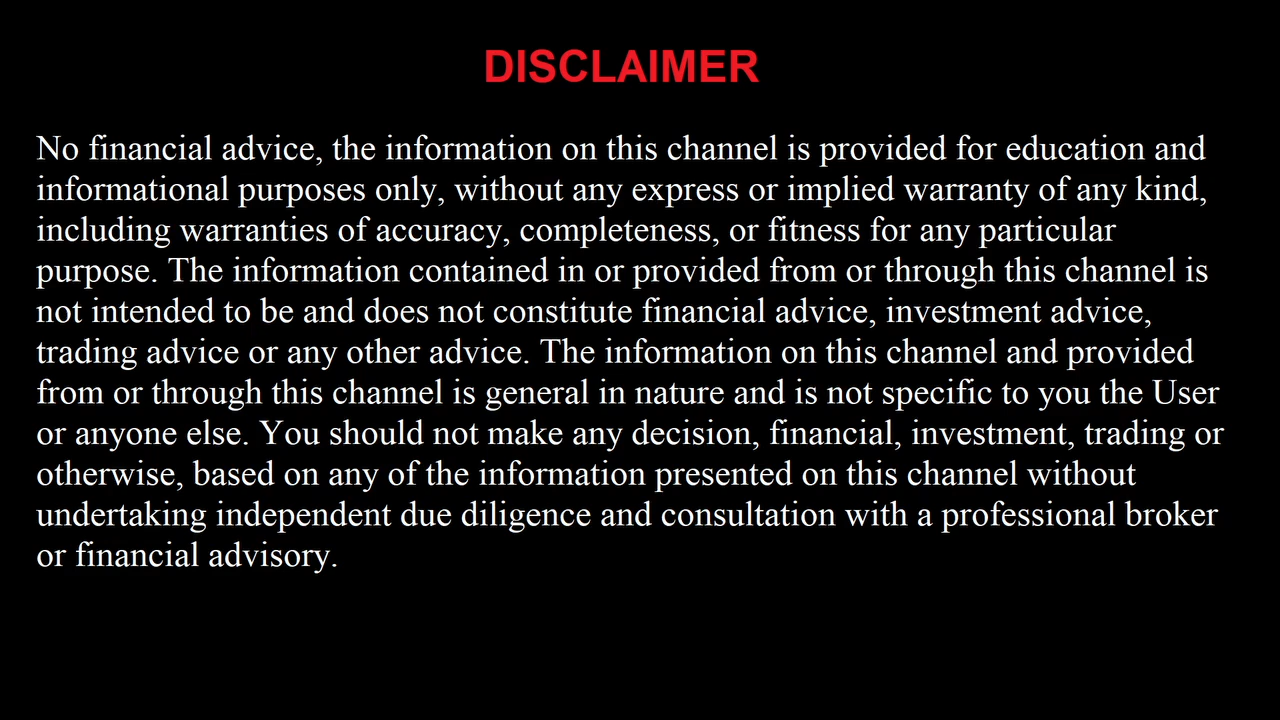 DISCLAIMER
No financial advice, the information on this channel is provided for education and
informational purposes only, without any express or implied warranty of any kind,
including warranties of accuracy, completeness, or fitness for any particular
purpose. The information contained in or provided from or through this channel is
not intended to be and does not constitute financial advice, investment advice,
trading advice or any other advice. The information on this channel and provided
from or through this channel is general in nature and is not specific to you the User
or anyone else. You should not make any decision, financial, investment, trading or
otherwise, based on any of the information presented on this channel without
undertaking independent due diligence and consultation with a professional broker
or financial advisory.